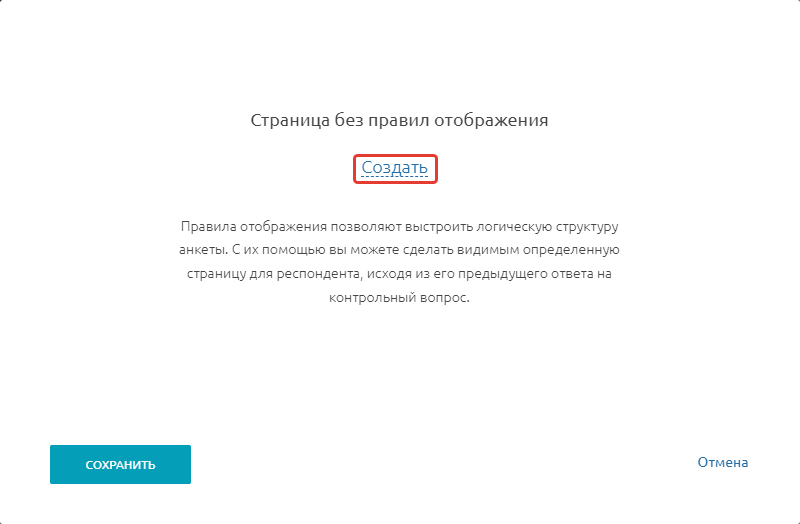 Страница без правил отображения
Создать
Правила отображения позволяют выстроить логическую структуру
анкеты. С их помощью вы можете сделать видимым определенную
страницу для респондента, исходя из его предыдущего ответа на
контрольный вопрос.
СОХРАНИТЬ
Отмена